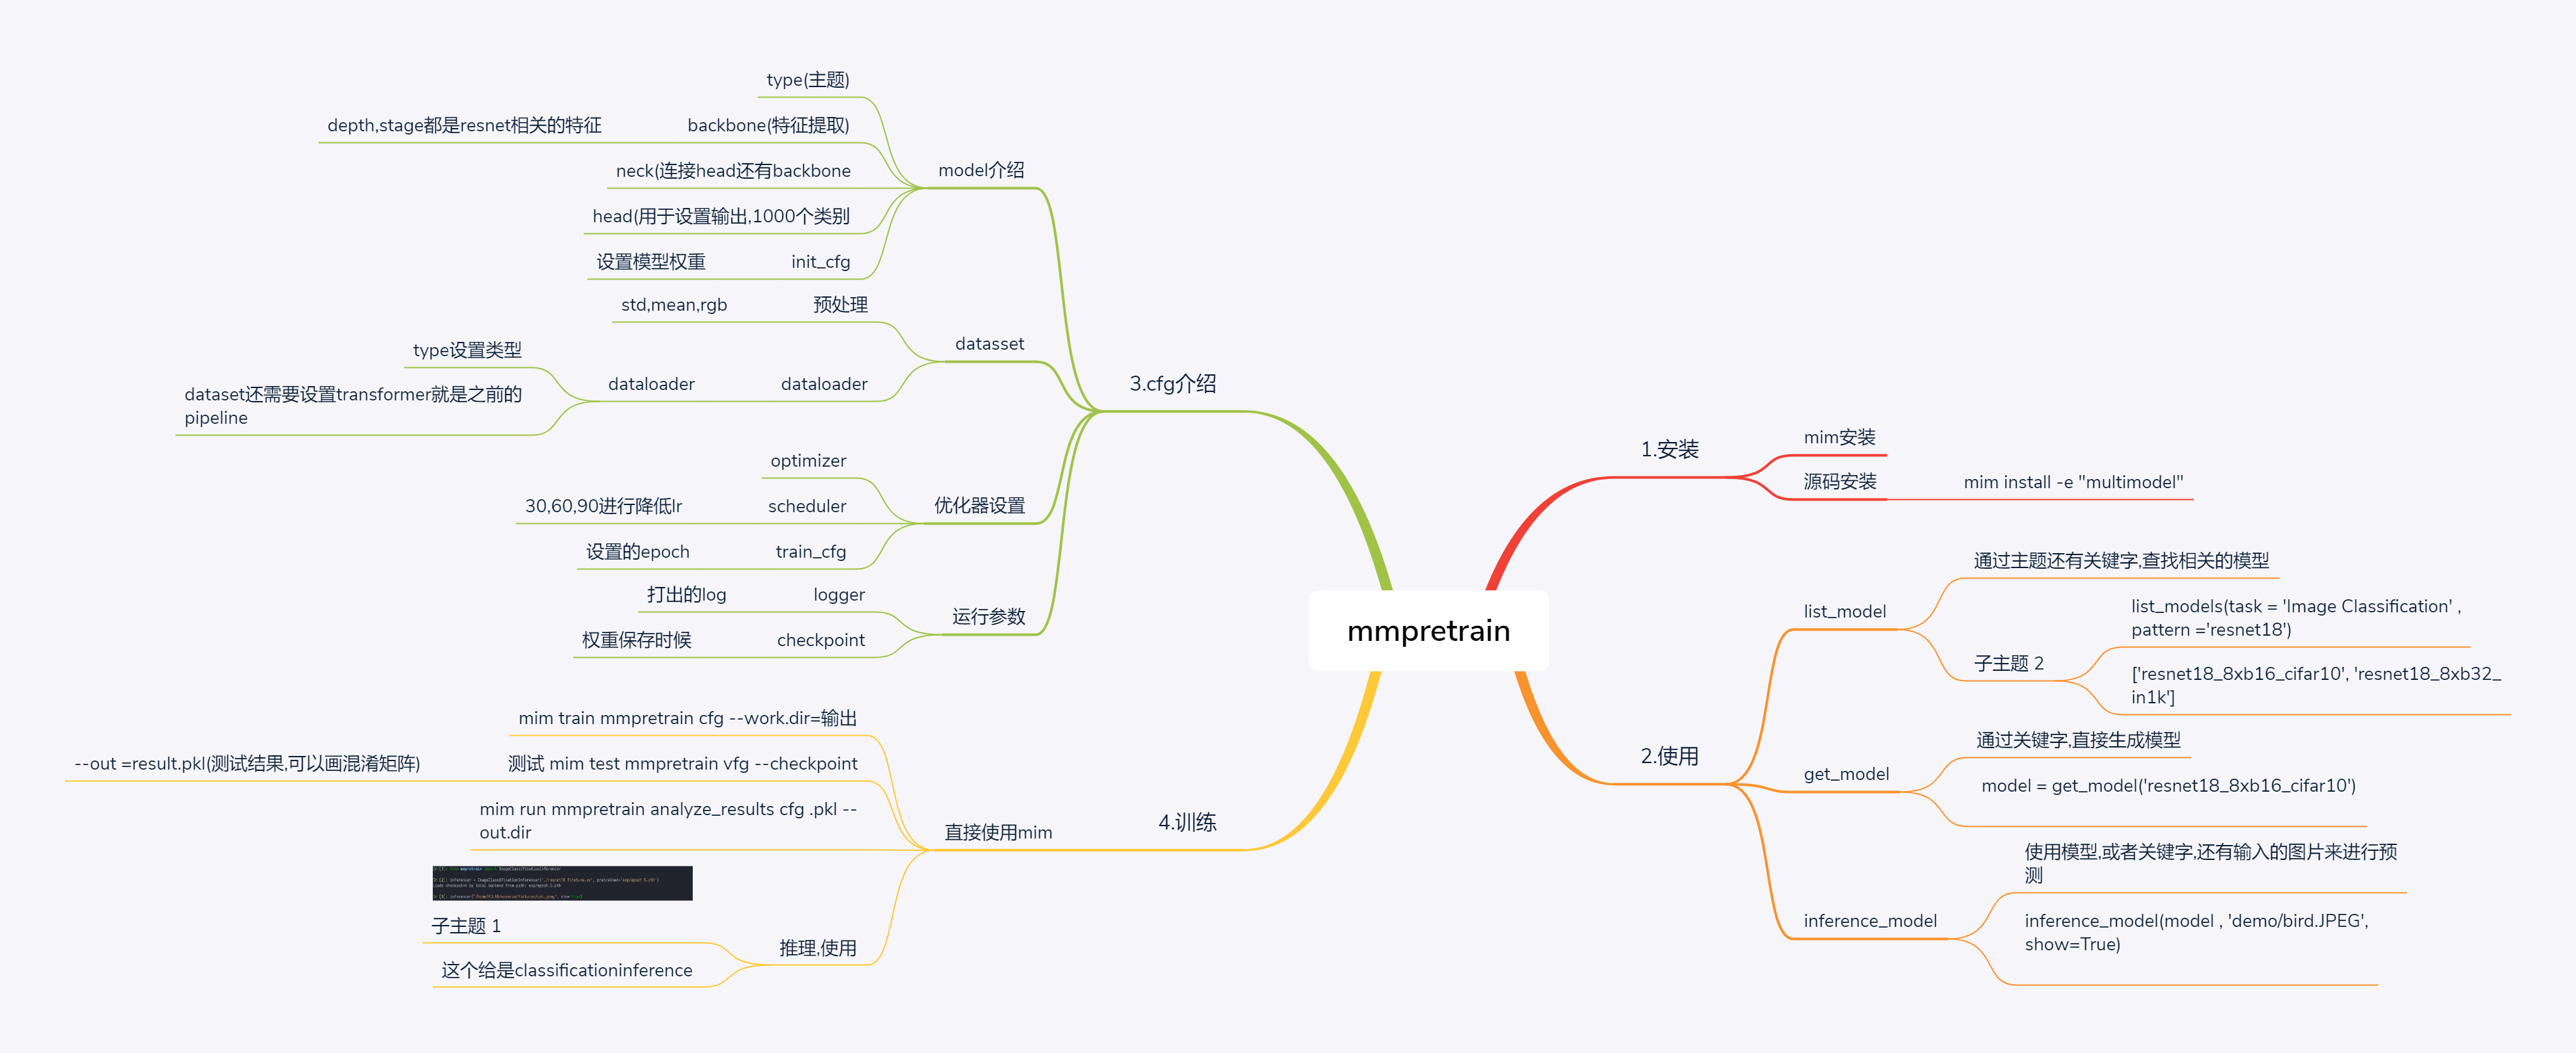 mmpretrain
1.安装
mim安装
源码安装
mim install -e "multimodel"
2.使用
list_model
通过主题还有关键字,查找相关的模型
子主题 2
list_models(task = 'Image Classification' ,
pattern ='resnet18')
['resnet18_8xb16_cifar10', 'resnet18_8xb32_
in1k']
get_model
通过关键字,直接生成模型
model = get_model('resnet18_8xb16_cifar10')
inference_model
使用模型,或者关键字,还有输入的图片来进行预
测
inference_model(model , 'demo/bird.JPEG',
show=True)
3.cfg介绍
model介绍
type(主题)
backbone(特征提取)
depth,stage都是resnet相关的特征
neck(连接head还有backbone
head(用于设置输出,1000个类别
init_cfg
设置模型权重
datasset
预处理
std,mean,rgb
dataloader
dataloader
type设置类型
dataset还需要设置transformer就是之前的
pipeline
优化器设置
optimizer
scheduler
30,60,90进行降低lr
train_cfg
设置的epoch
运行参数
logger
打出的log
checkpoint
权重保存时候
4.训练
直接使用mim
mim train mmpretrain cfg --work.dir=输出
测试 mim test mmpretrain vfg --checkpoint
--out =result.pkl(测试结果,可以画混淆矩阵)
mim run mmpretrain analyze_results cfg .pkl --
out.dir
推理,使用
子主题 1
这个给是classificationinference